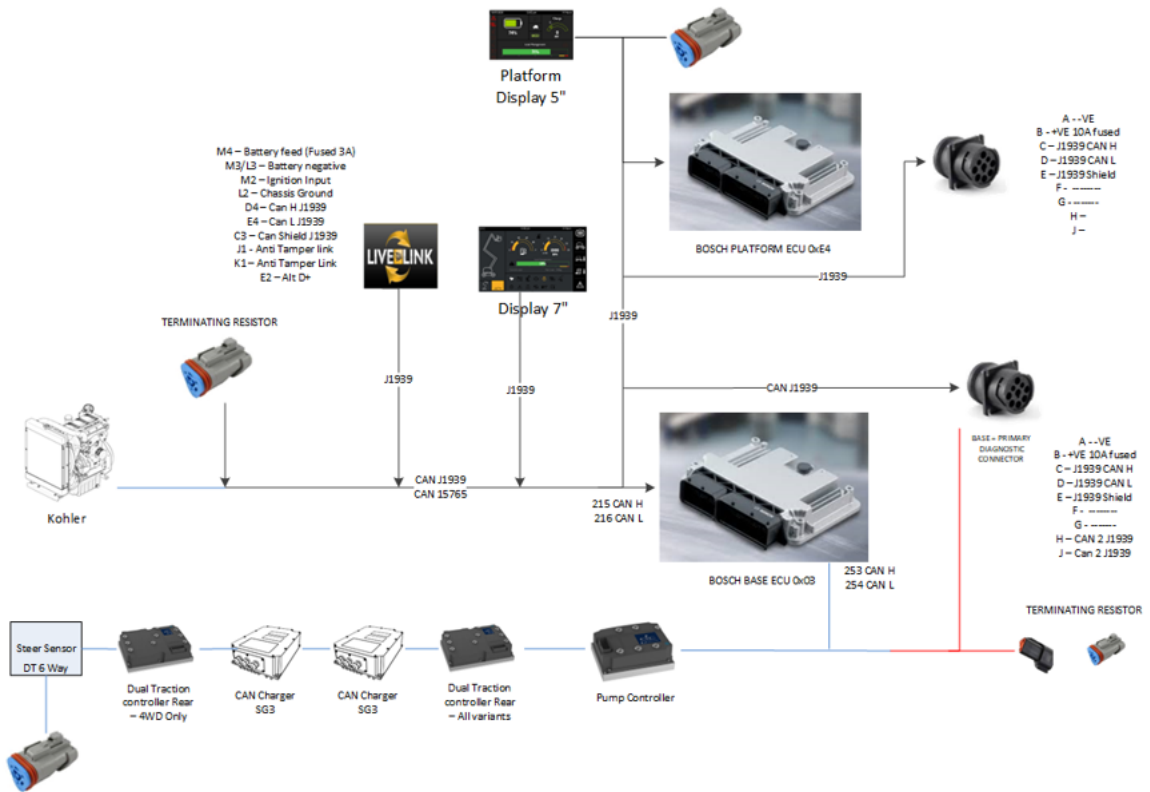 Platform
Display 5"
M4 – Battery feed (Fused 3A)
M3/L3 – Battery negative
M2 – Ignition Input
L2 – Chassis Ground
D4 – Can H J1939
E4 – Can L J1939
C3 – Can Shield J1939
J1 - Anti Tamper link
K1 – Anti Tamper Link
E2 – Alt D+
LIVELINK
Display 7"
BOSCH PLATFORM ECU 0xE4
A - -VE
B - +VE 10A fused
C – J1939 CAN H
D – J1939 CAN L
E – J1939 Shield
F - --------
G - --------
H –
J –
J1939
J1939
TERMINATING RESISTOR
J1939
J1939
CAN J1939
BASE = PRIMARY
DIAGNOSTIC
CONNECTOR
A - -VE
B - +VE 10A fused
C – J1939 CAN H
D – J1939 CAN L
E – J1939 Shield
F - --------
G - --------
H – CAN 2 J1939
J – Can 2 J1939
Kohler
CAN J1939
CAN 15765
215 CAN H
216 CAN L
BOSCH BASE ECU 0x03
253 CAN H
254 CAN L
TERMINATING RESISTOR
Steer Sensor
DT 6 Way
Dual Traction
controller Rear
– 4WD Only
CAN Charger
SG3
CAN Charger
SG3
Dual Traction
controller Rear
– All variants
Pump Controller